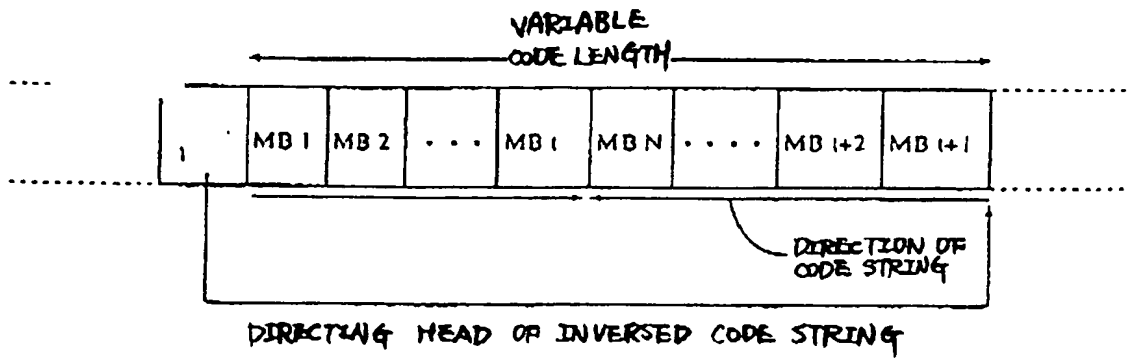 VARIABLE
CODE LENGTH
1 MB 1 MB 2 · · · MB i MB N · · · · MB i+2 MB i+1
DIRECTION OF
CODE STRING
DIRECTING HEAD OF INVERSED CODE STRING